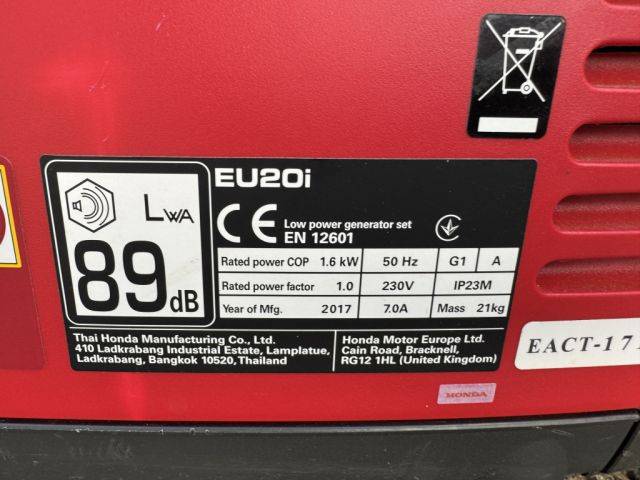 EU20i
LWA
89dB
CE
Low power generator set
EN 12601
Rated power COP 1.6 kW 50 Hz G1 A
Rated power factor 1.0 230V IP23M
Year of Mfg. 2017 7.0A Mass 21kg
Thai Honda Manufacturing Co., Ltd.
410 Ladkrabang Industrial Estate, Lamplatue,
Ladkrabang, Bangkok 10520, Thailand
Honda Motor Europe Ltd.
Cain Road, Bracknell,
RG12 1HL (United Kingdom)
EACT-171
HONDA